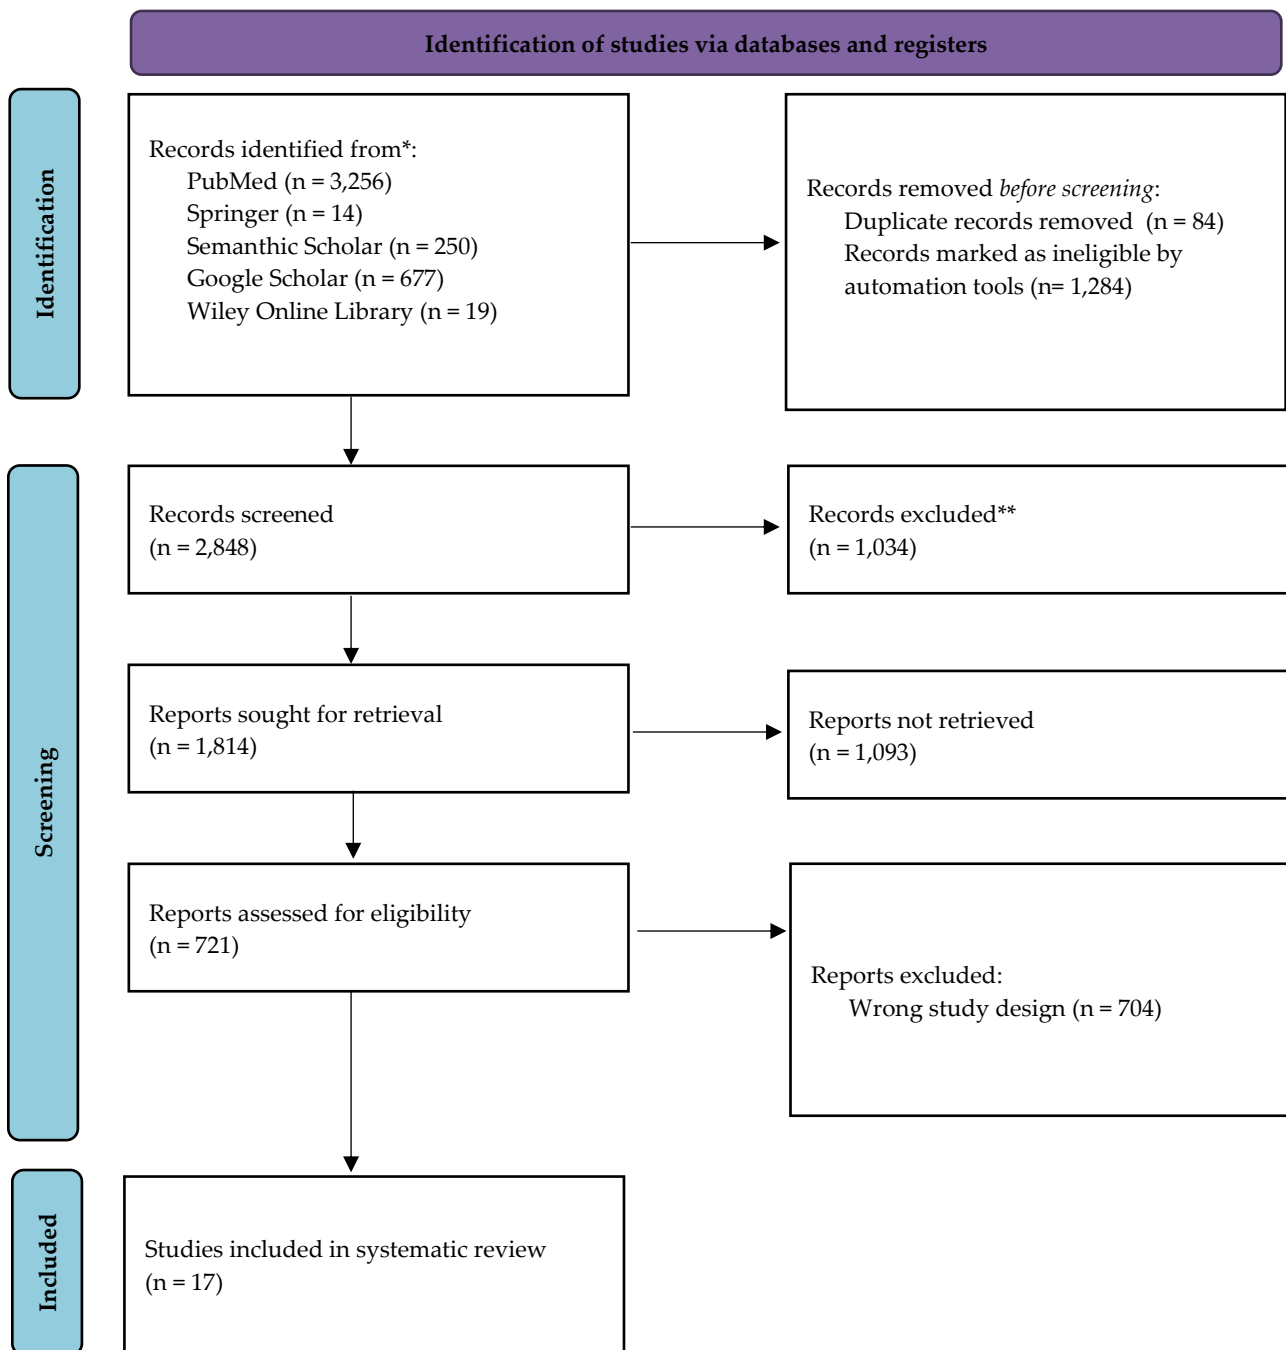 Identification of studies via databases and registers
Identification
Records identified from*:
PubMed (n = 3,256)
Springer (n = 14)
Semanthic Scholar (n = 250)
Google Scholar (n = 677)
Wiley Online Library (n = 19)
Records removed before screening:
Duplicate records removed (n = 84)
Records marked as ineligible by
automation tools (n= 1,284)
Screening
Records screened
(n = 2,848)
Records excluded**
(n = 1,034)
Reports sought for retrieval
(n = 1,814)
Reports not retrieved
(n = 1,093)
Reports assessed for eligibility
(n = 721)
Reports excluded:
Wrong study design (n = 704)
Included
Studies included in systematic review
(n = 17)